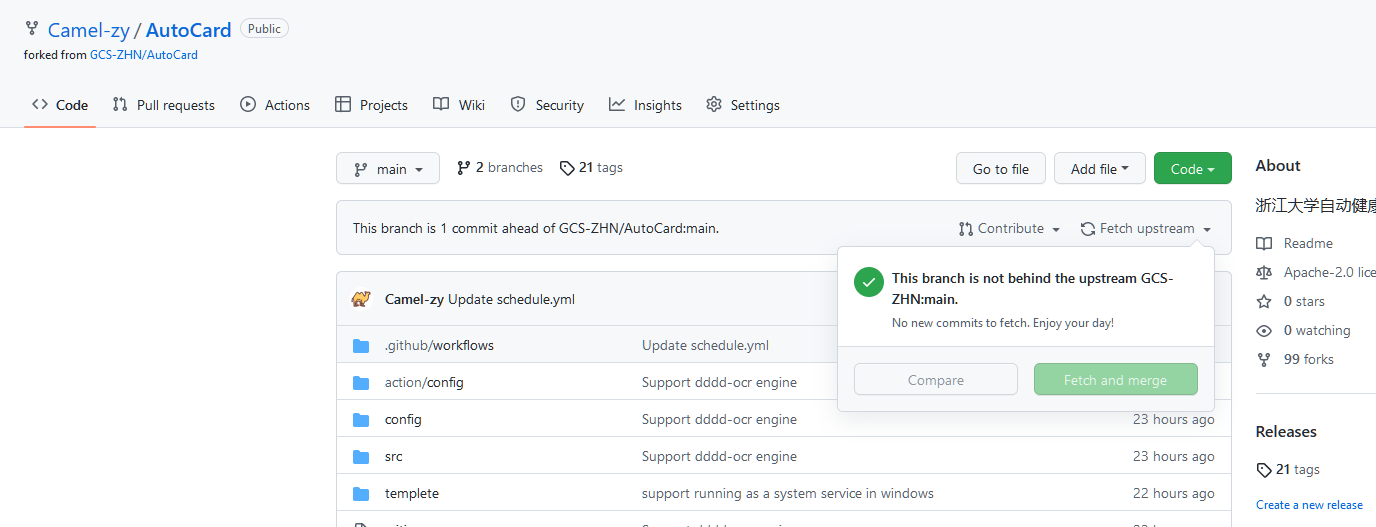 Camel-zy / AutoCard Public
forked from GCS-ZHN/AutoCard
Code Pull requests Actions Projects Wiki Security Insights Settings
main 2 branches 21 tags Go to file Add file Code
This branch is 1 commit ahead of GCS-ZHN/AutoCard:main. Contribute Fetch upstream
This branch is not behind the upstream GCS-
ZHN:main.
No new commits to fetch. Enjoy your day!
Compare Fetch and merge
Camel-zy Update schedule.yml
.github/workflows Update schedule.yml
action/config Support dddd-ocr engine
config Support dddd-ocr engine 23 hours ago
src Support dddd-ocr engine 23 hours ago
templete support running as a system service in windows 22 hours ago
About
浙江大学自动健康
Readme
Apache-2.0 lice
0 stars
0 watching
99 forks
Releases
21 tags
Create a new release